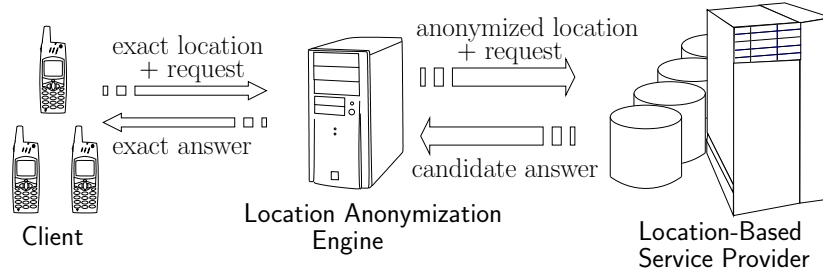 exact location
+ request
exact answer
Client
Location Anonymization
Engine
anonymized location
+ request
candidate answer
Location-Based
Service Provider